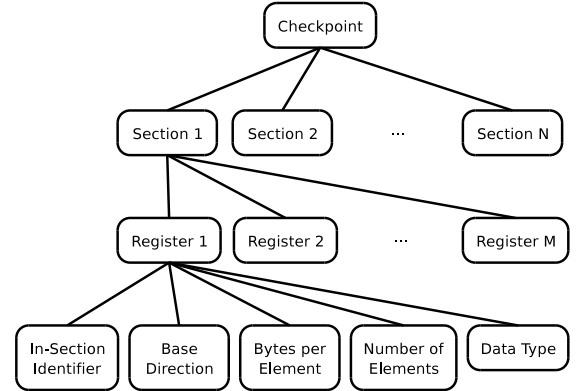 Checkpoint
Section 1
Section 2
...
Section N
Register 1
Register 2
...
Register M
In-Section
Identifier
Base
Direction
Bytes per
Element
Number of
Elements
Data Type